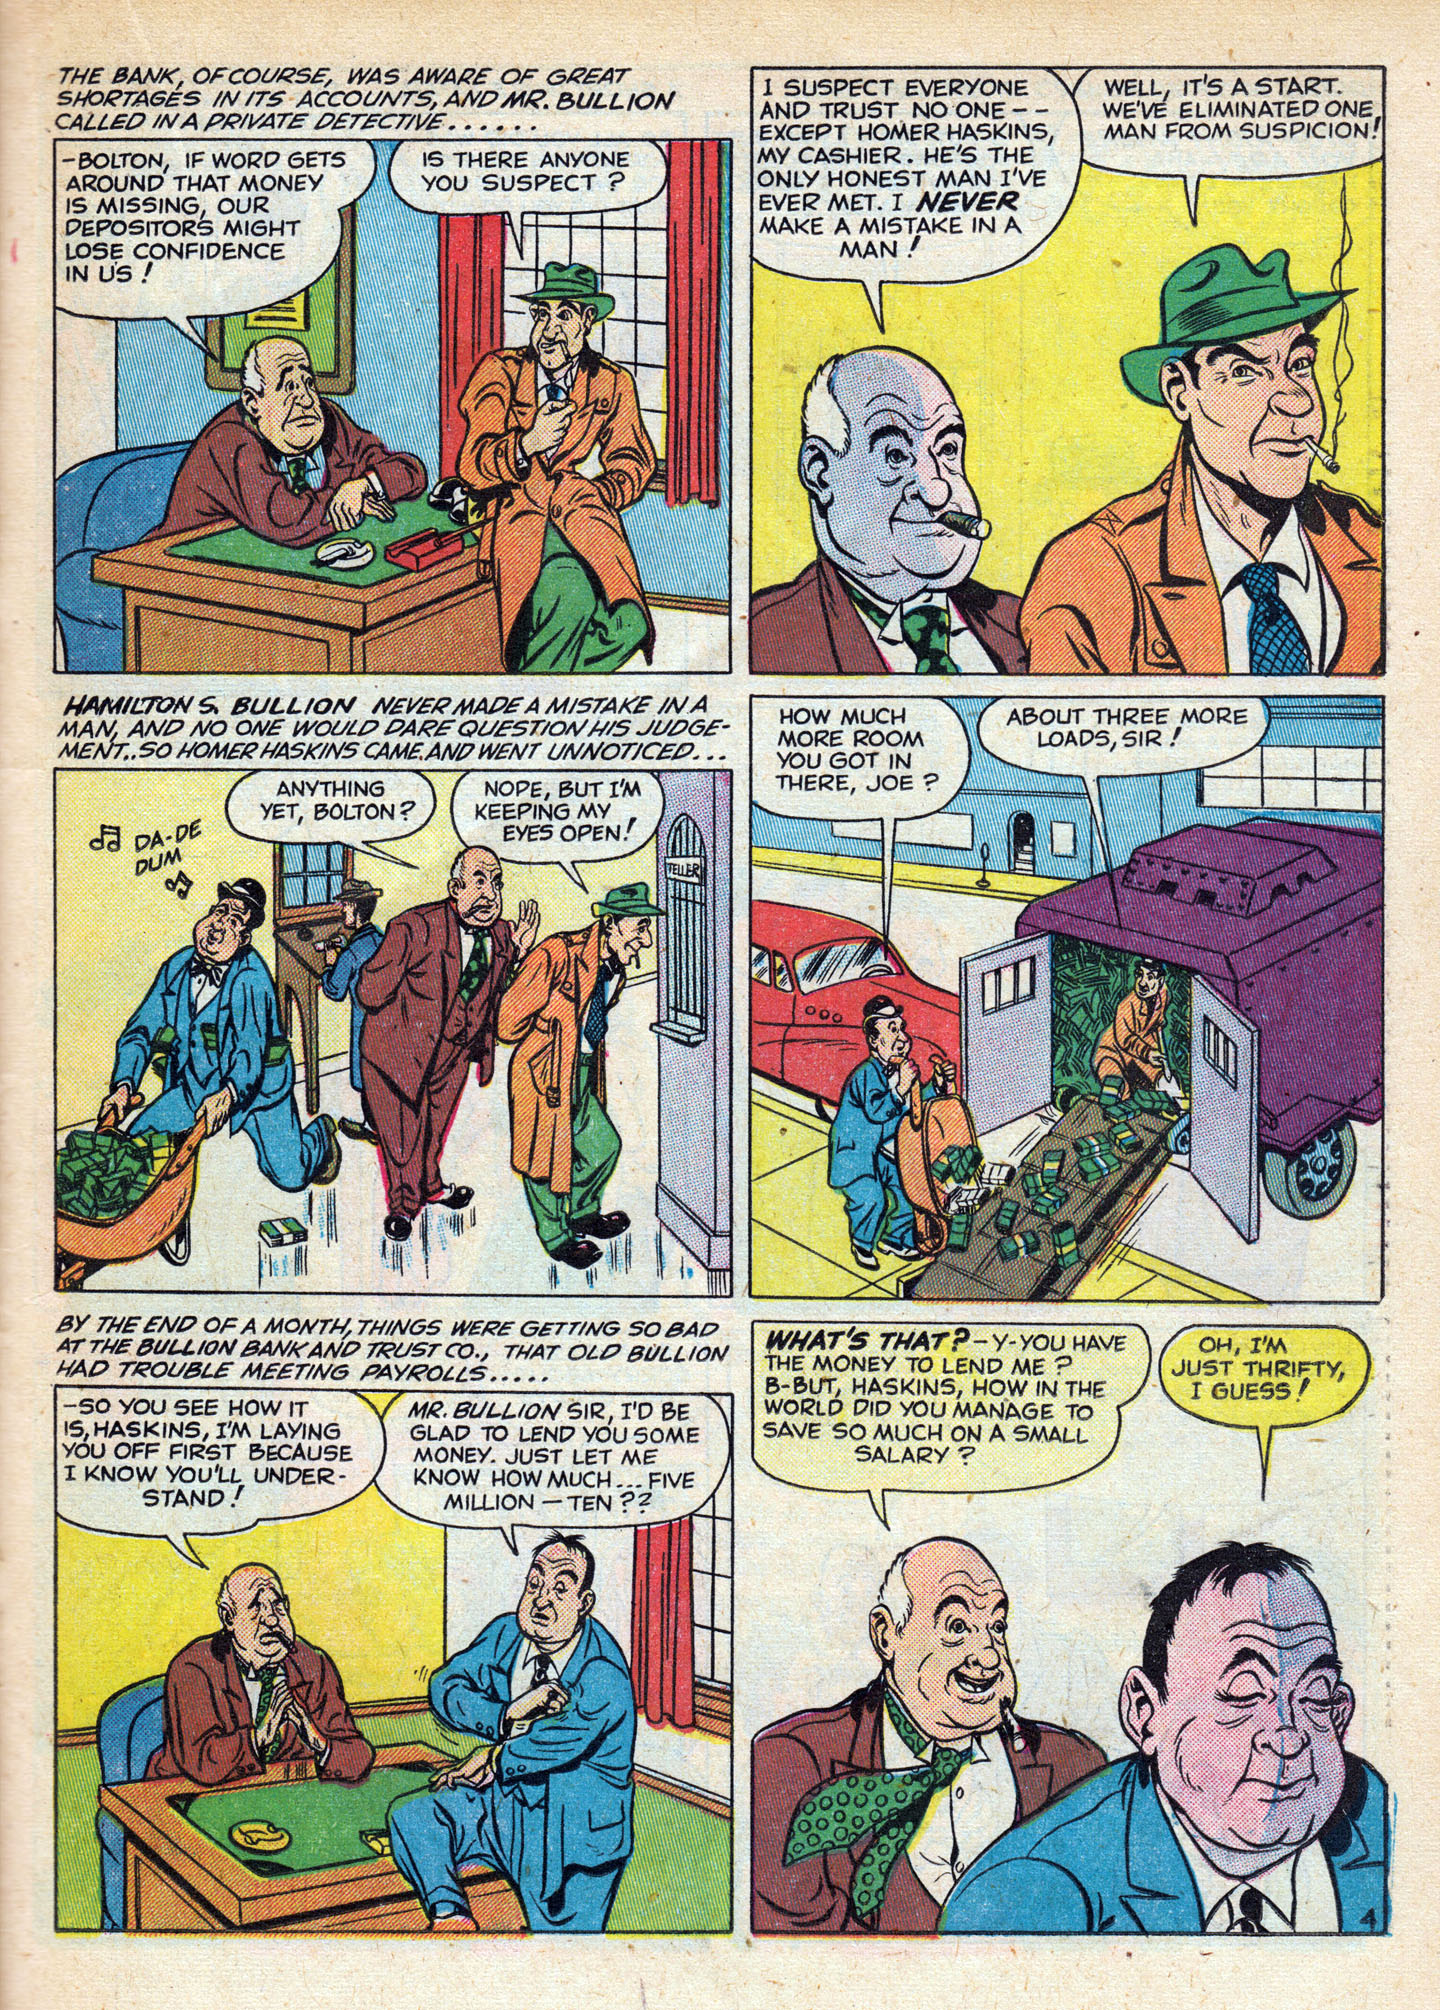 THE BANK, OF COURSE, WAS AWARE OF GREAT
SHORTAGES IN ITS ACCOUNTS, AND MR. BULLION
CALLED IN A PRIVATE DETECTIVE......
-BOLTON, IF WORD GETS
AROUND THAT MONEY
IS MISSING, OUR
DEPOSITORS MIGHT
LOSE CONFIDENCE
IN US!
IS THERE ANYONE
YOU SUSPECT?
I SUSPECT EVERYONE
AND TRUST NO ONE --
EXCEPT HOMER HASKINS,
MY CASHIER. HE'S THE
ONLY HONEST MAN I'VE
EVER MET. I NEVER
MAKE A MISTAKE IN A
MAN!
WELL, IT'S A START.
WE'VE ELIMINATED ONE
MAN FROM SUSPICION!
HAMILTON S. BULLION NEVER MADE A MISTAKE IN A
MAN, AND NO ONE WOULD DARE QUESTION HIS JUDGE-
MENT..SO HOMER HASKINS CAME AND WENT UNNOTICED...
DA-DE
DUM
ANYTHING
YET, BOLTON?
NOPE, BUT I'M
KEEPING MY
EYES OPEN!
TELLER
HOW MUCH
MORE ROOM
YOU GOT IN
THERE, JOE?
ABOUT THREE MORE
LOADS, SIR!
BY THE END OF A MONTH, THINGS WERE GETTING SO BAD
AT THE BULLION BANK AND TRUST CO., THAT OLD BULLION
HAD TROUBLE MEETING PAYROLLS.....
-SO YOU SEE HOW IT
IS, HASKINS, I'M LAYING
YOU OFF FIRST BECAUSE
I KNOW YOU'LL UNDER-
STAND!
MR. BULLION SIR, I'D BE
GLAD TO LEND YOU SOME
MONEY. JUST LET ME
KNOW HOW MUCH... FIVE
MILLION - TEN??
WHAT'S THAT? - Y-YOU HAVE
THE MONEY TO LEND ME?
B-BUT, HASKINS, HOW IN THE
WORLD DID YOU MANAGE TO
SAVE SO MUCH ON A SMALL
SALARY?
OH, I'M
JUST THRIFTY,
I GUESS!
4